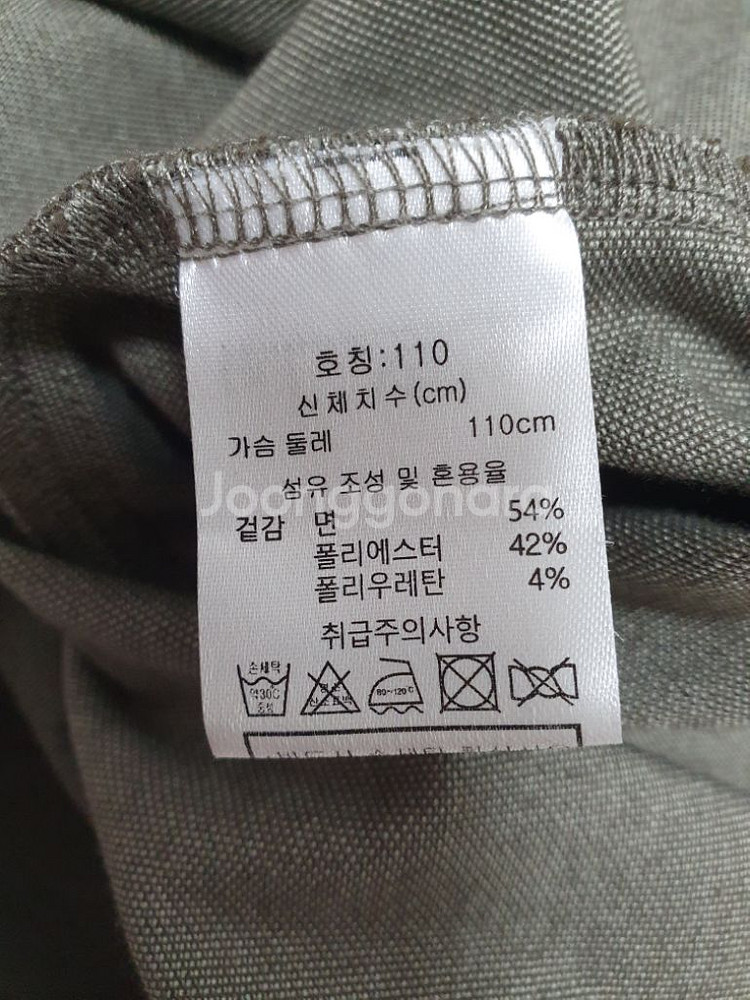 호칭:110
신체치수(cm)
가슴 둘레 110cm
섬유 조성 및 혼용율
Joonggonara
겉감 면 54%
폴리에스터 42%
폴리우레탄 4%
취급주의사항
손세탁
약30℃
중성
80~120℃